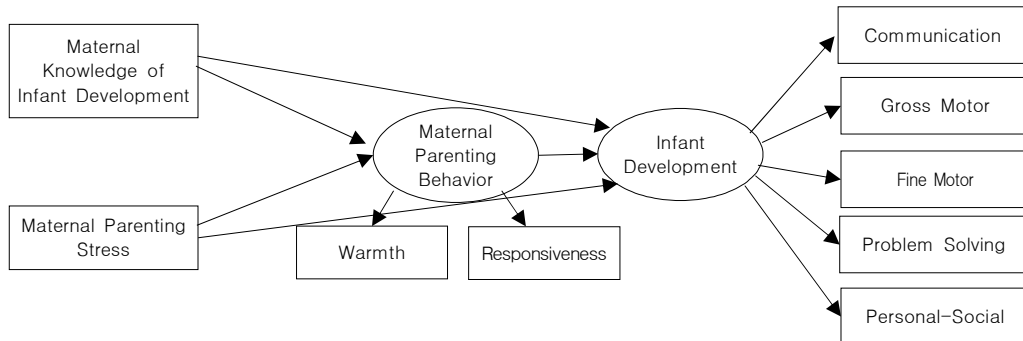 Maternal
Knowledge of
Infant Development
Maternal Parenting
Stress
Maternal
Parenting
Behavior
Warmth
Responsiveness
Infant
Development
Communication
Gross Motor
Fine Motor
Problem Solving
Personal-Social